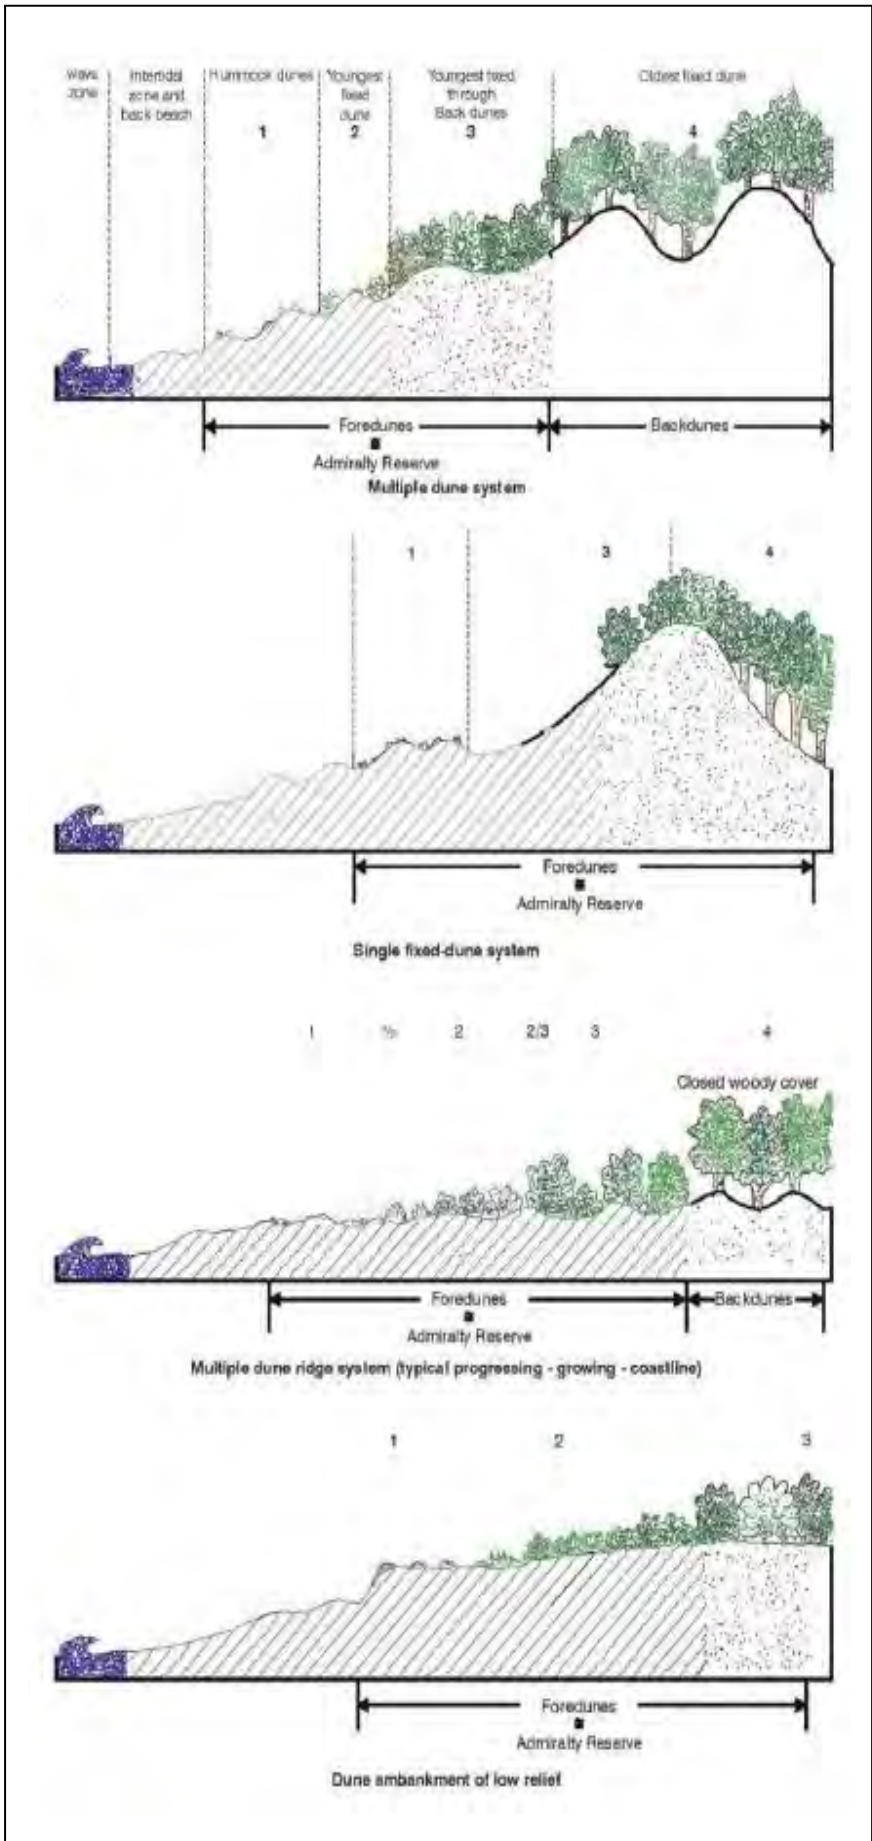 wave
zone
Intertidal
zone and
back beach
Hummock dunes
1
Youngest
fixed
dune
2
Youngest fixed
through
Back dunes
3
Oldest fixed dune
4
Foredunes
Backdunes
Admiralty Reserve
Multiple dune system
1
3
4
Foredunes
Admiralty Reserve
Single fixed-dune system
1
2
2/3
3
4
Closed woody cover
Foredunes
Backdunes
Admiralty Reserve
Multiple dune ridge system (typical progressing - growing - coastline)
1
2
3
Foredunes
Admiralty Reserve
Dune ambankment of low relief